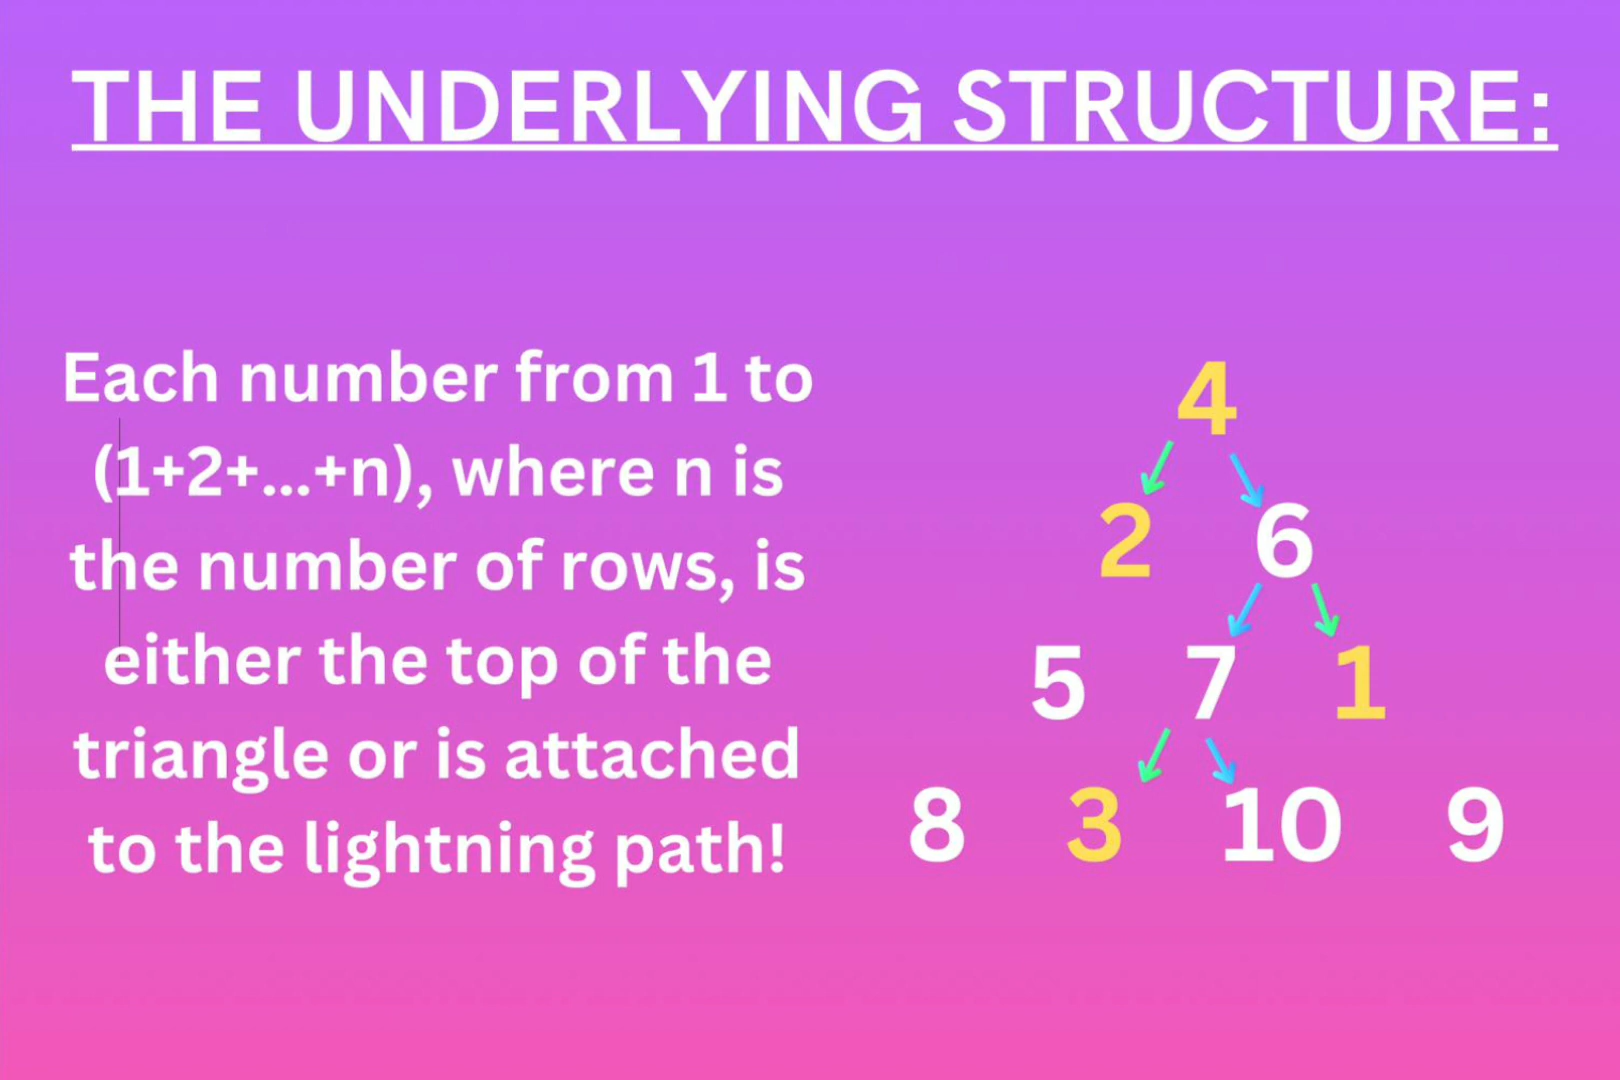 THE UNDERLYING STRUCTURE:
Each number from 1 to
(1+2+...+n), where n is
the number of rows, is
either the top of the
triangle or is attached
to the lightning path!
4
2 6
5 7 1
8 3 10 9